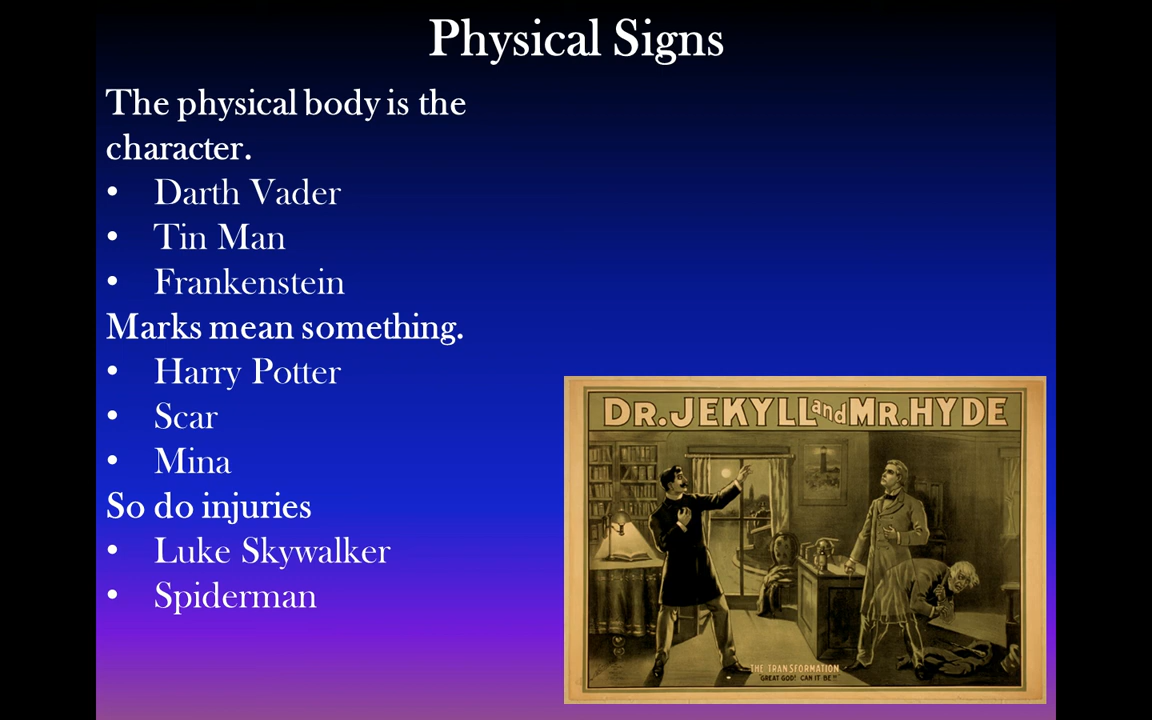 Physical Signs
The physical body is the
character.
• Darth Vader
• Tin Man
• Frankenstein
Marks mean something.
• Harry Potter
• Scar
• Mina
So do injuries
• Luke Skywalker
• Spiderman
DR. JEKYLL and MR. HYDE
THE TRANSFORMATION
"GREAT GOD! CAN IT BE!!"